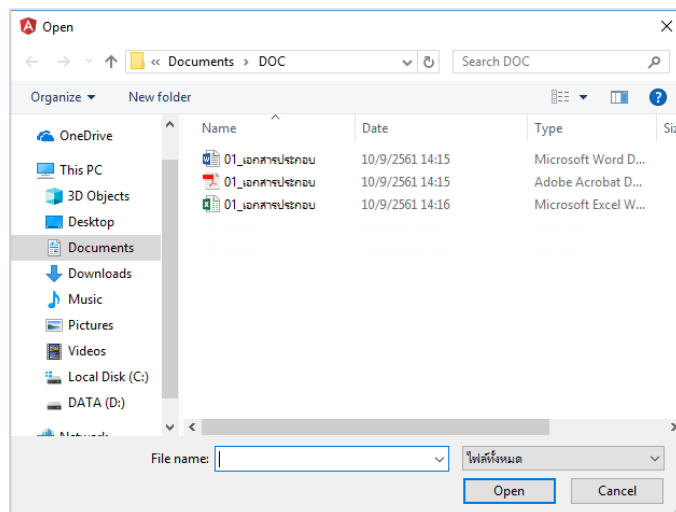 Open
« Documents › DOC
Search DOC
Organize
New folder
Name Date Type Siz
01_เอกสารประกอบ 10/9/2561 14:15 Microsoft Word D...
01_เอกสารประกอบ 10/9/2561 14:15 Adobe Acrobat D...
01_เอกสารประกอบ 10/9/2561 14:16 Microsoft Excel W...
OneDrive
This PC
3D Objects
Desktop
Documents
Downloads
Music
Pictures
Videos
Local Disk (C:)
DATA (D:)
Network
File name:
ไฟล์ทั้งหมด
Open Cancel